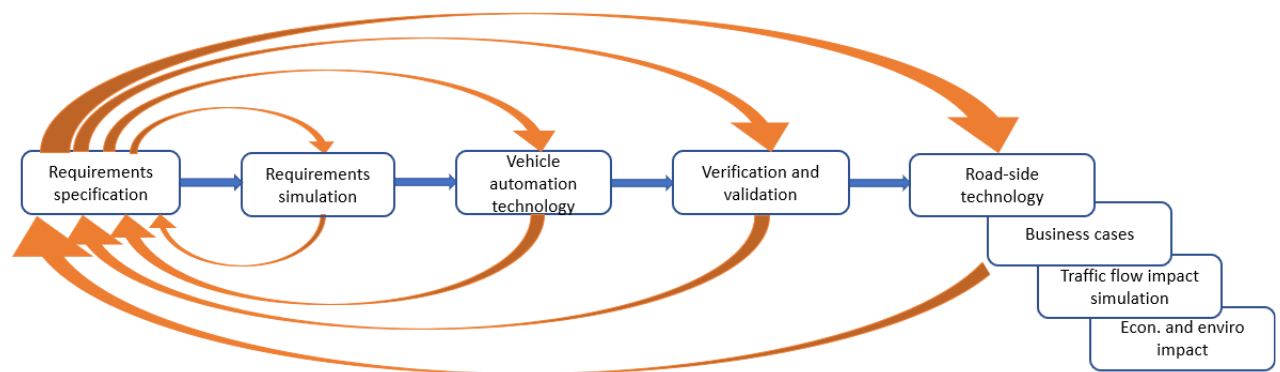 Requirements
specification
Requirements
simulation
Vehicle
automation
technology
Verification and
validation
Road-side
technology
Business cases
Traffic flow impact
simulation
Econ. and enviro
impact